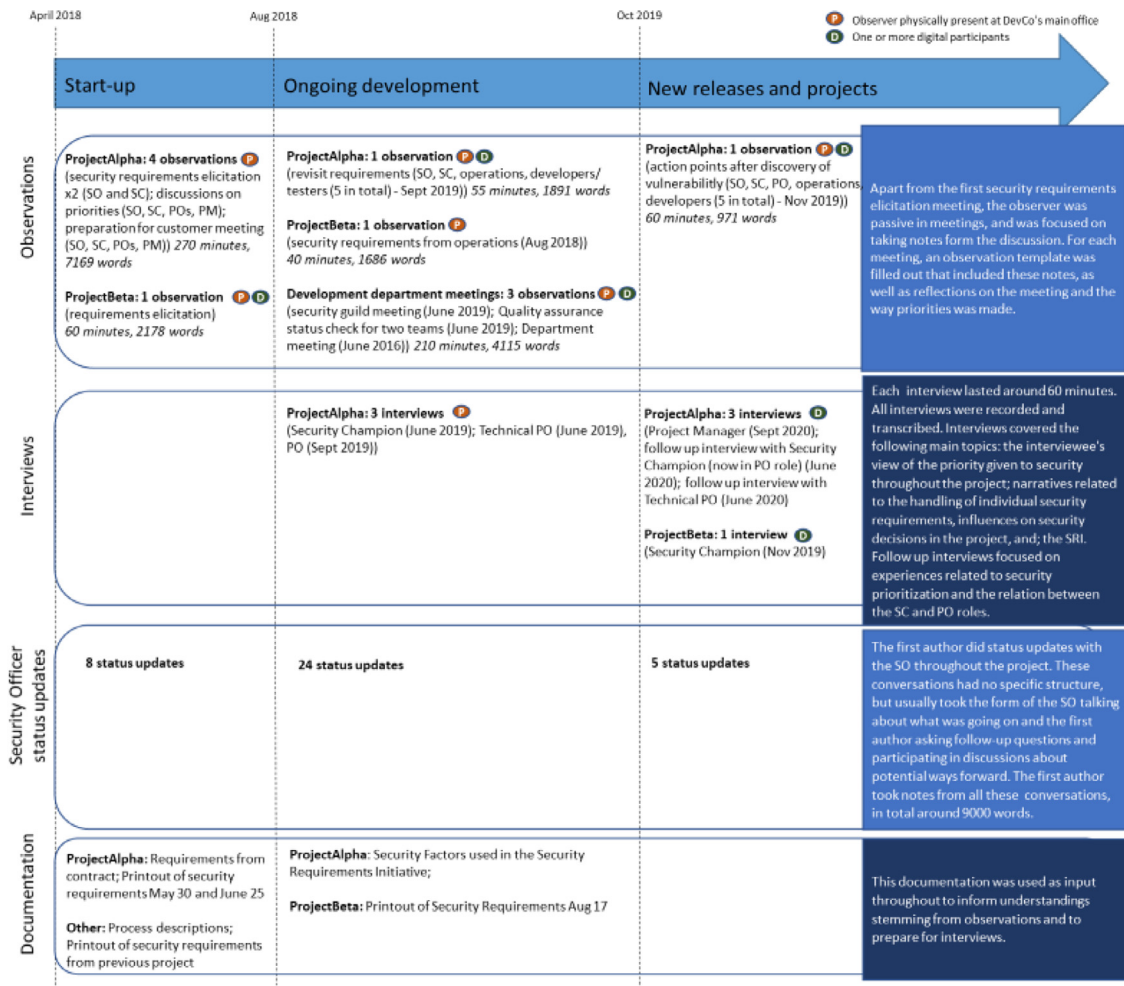 April 2018
Aug 2018
Oct 2019
P Observer physically present at DevCo's main office
D One or more digital participants
Start-up
Ongoing development
New releases and projects
Observations
ProjectAlpha: 4 observations P
(security requirements elicitation
x2 (SO and SC); discussions on
priorities (SO, SC, POs, PM);
preparation for customer meeting
(SO, SC, POs, PM)) 270 minutes,
7169 words
ProjectBeta: 1 observation P D
(requirements elicitation)
60 minutes, 2178 words
ProjectAlpha: 1 observation P D
(revisit requirements (SO, SC, operations, developers/
testers (5 in total) - Sept 2019)) 55 minutes, 1891 words
ProjectBeta: 1 observation P
(security requirements from operations (Aug 2018))
40 minutes, 1686 words
Development department meetings: 3 observations P D
(security guild meeting (June 2019); Quality assurance
status check for two teams (June 2019); Department
meeting (June 2016)) 210 minutes, 4115 words
ProjectAlpha: 1 observation P D
(action points after discovery of
vulnerabilitly (SO, SC, PO, operations,
developers (5 in total) - Nov 2019))
60 minutes, 971 words
Apart from the first security requirements
elicitation meeting, the observer was
passive in meetings, and was focused on
taking notes form the discussion. For each
meeting, an observation template was
filled out that included these notes, as
well as reflections on the meeting and the
way priorities was made.
Interviews
ProjectAlpha: 3 interviews P
(Security Champion (June 2019); Technical PO (June 2019),
PO (Sept 2019))
ProjectAlpha: 3 interviews D
(Project Manager (Sept 2020);
follow up interview with Security
Champion (now in PO role) (June
2020); follow up interview with
Technical PO (June 2020)
ProjectBeta: 1 interview D
(Security Champion (Nov 2019)
Each interview lasted around 60 minutes.
All interviews were recorded and
transcribed. Interviews covered the
following main topics: the interviewee's
view of the priority given to security
throughout the project; narratives related
to the handling of individual security
requirements, influences on security
decisions in the project, and; the SRI.
Follow up interviews focused on
experiences related to security
prioritization and the relation between
the SC and PO roles.
Security Officer
status updates
8 status updates
24 status updates
5 status updates
The first author did status updates with
the SO throughout the project. These
conversations had no specific structure,
but usually took the form of the SO talking
about what was going on and the first
author asking follow-up questions and
participating in discussions about
potential ways forward. The first author
took notes from all these conversations,
in total around 9000 words.
Documentation
ProjectAlpha: Requirements from
contract; Printout of security
requirements May 30 and June 25
Other: Process descriptions;
Printout of security requirements
from previous project
ProjectAlpha: Security Factors used in the Security
Requirements Initiative;
ProjectBeta: Printout of Security Requirements Aug 17
This documentation was used as input
throughout to inform understandings
stemming from observations and to
prepare for interviews.